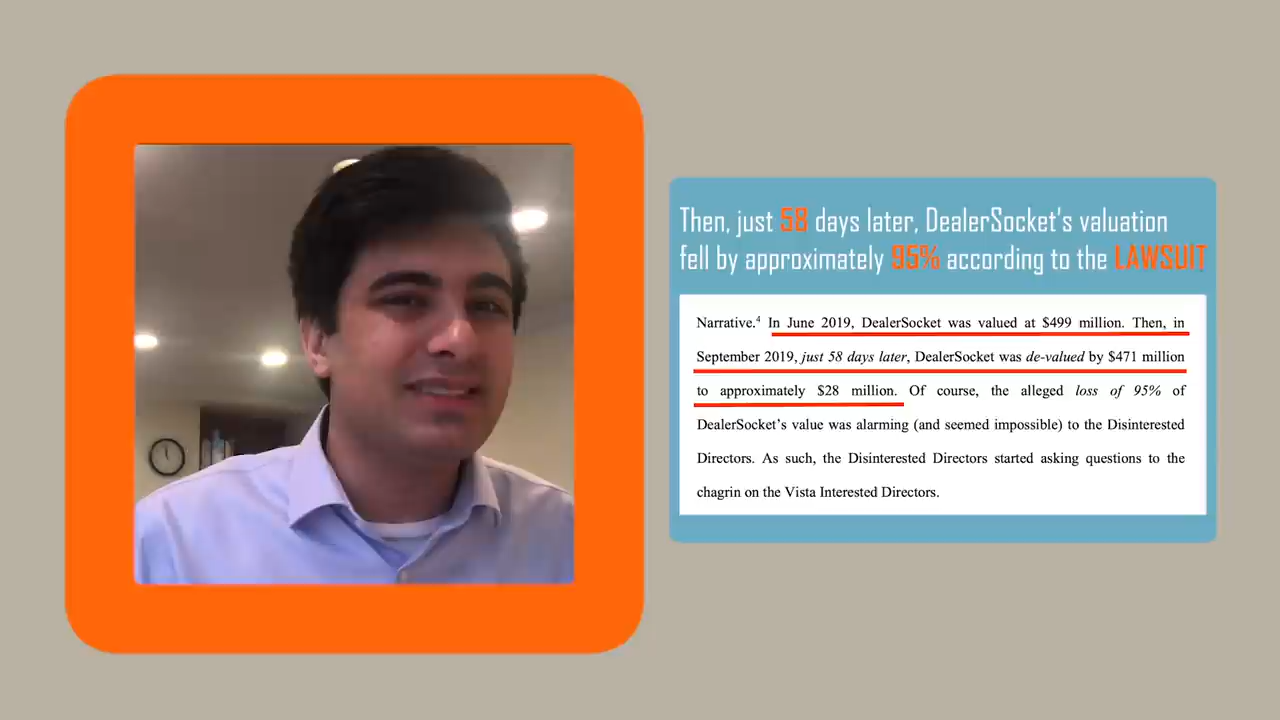 Then, just 58 days later, DealerSocket's valuation
fell by approximately 95% according to the LAWSUIT
Narrative.⁴ In June 2019, DealerSocket was valued at $499 million. Then, in
September 2019, just 58 days later, DealerSocket was de-valued by $471 million
to approximately $28 million. Of course, the alleged loss of 95% of
DealerSocket's value was alarming (and seemed impossible) to the Disinterested
Directors. As such, the Disinterested Directors started asking questions to the
chagrin on the Vista Interested Directors.